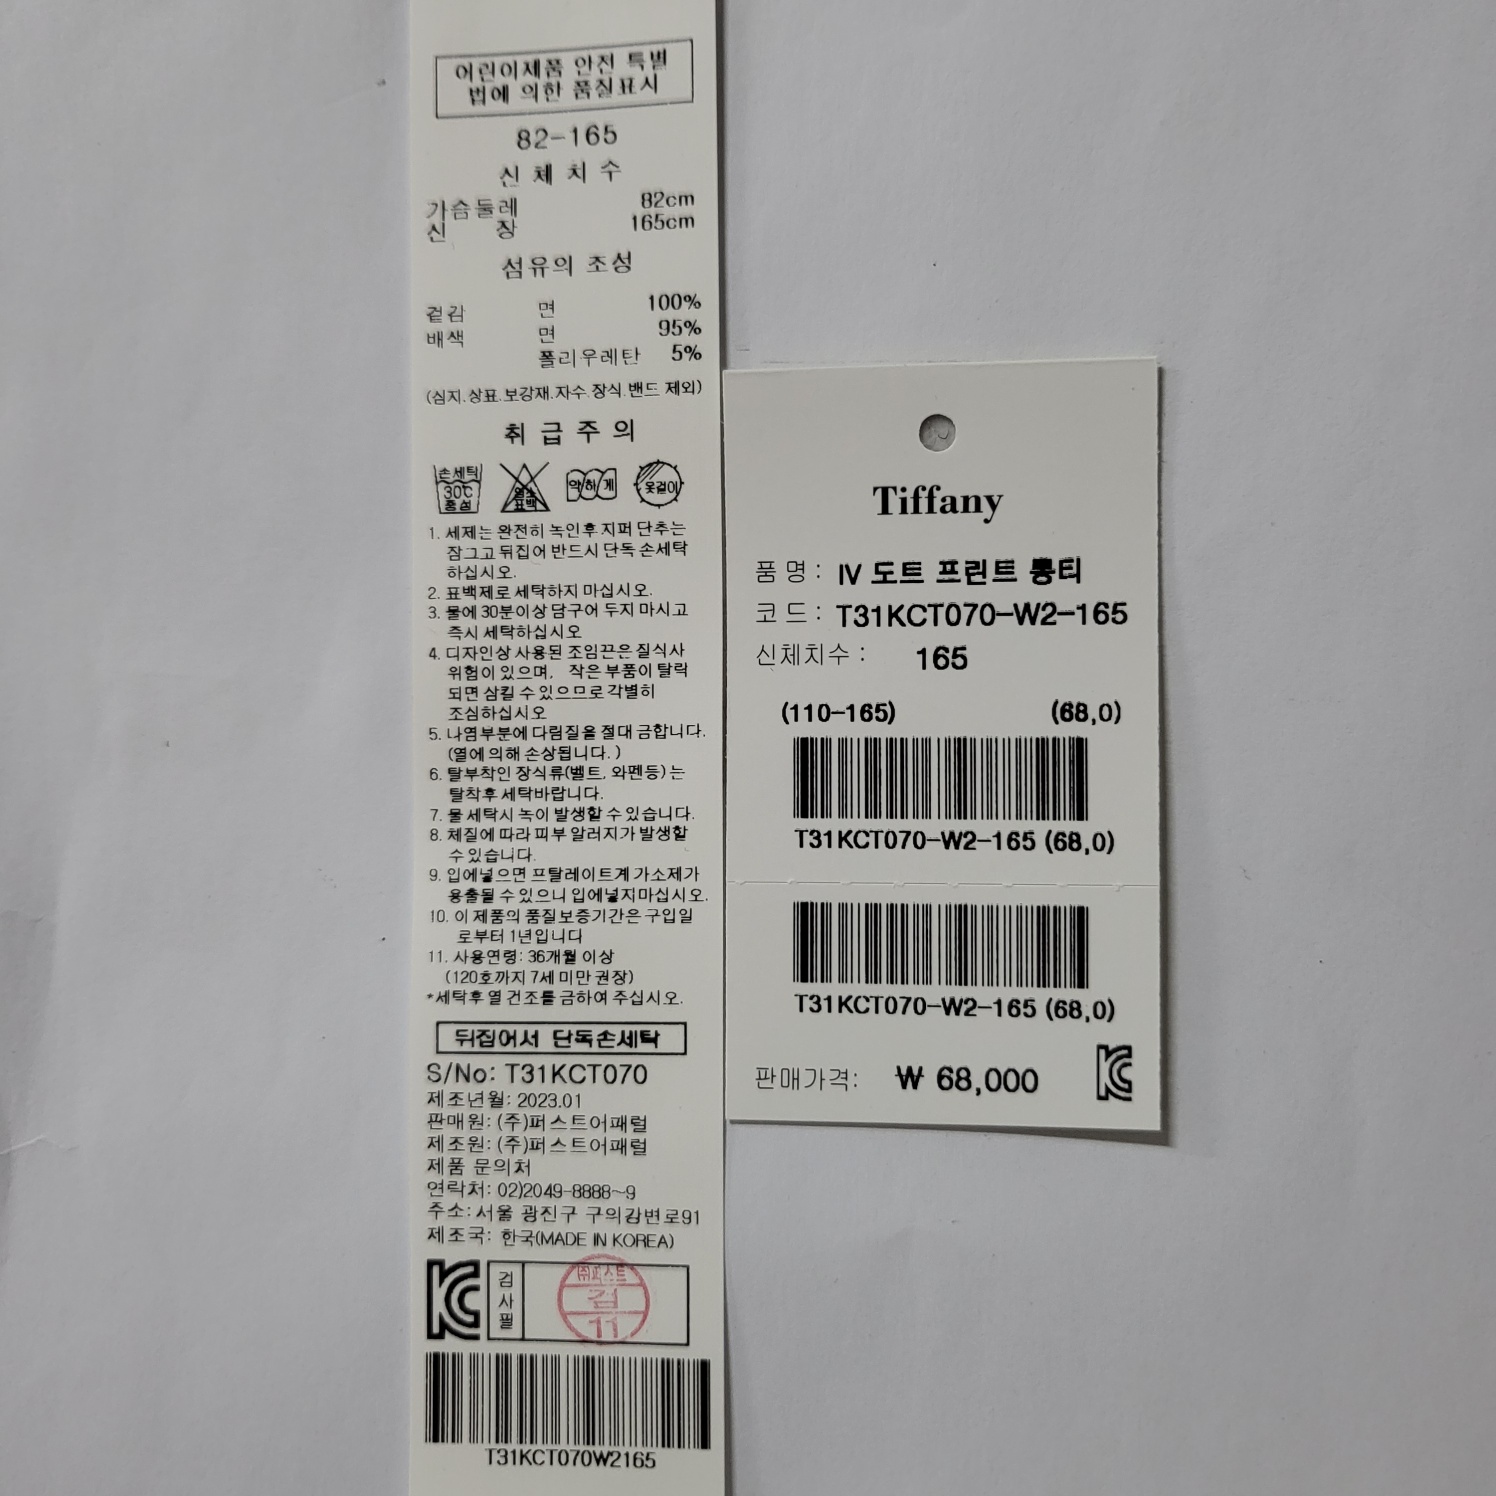 어린이제품 안전 특별
법에 의한 품질표시
82-165
신 체 치 수
가슴둘레 82cm
신 장 165cm
섬유의 조성
겉감 면 100%
배색 면 95%
폴리우레탄 5%
(심지.상표.보강재.자수.장식.밴드 제외)
취 급 주 의
손세탁
30℃
중성
염소
표백
약하게
옷걸이
1. 세제는 완전히 녹인후 지퍼 단추는
잠그고 뒤집어 반드시 단독 손세탁
하십시오.
2. 표백제로 세탁하지 마십시오.
3. 물에 30분이상 담구어 두지 마시고
즉시 세탁하십시오
4. 디자인상 사용된 조임끈은 질식사
위험이 있으며, 작은 부품이 탈락
되면 삼킬 수 있으므로 각별히
조심하십시오
5. 나염부분에 다림질을 절대 금합니다.
(열에 의해 손상됩니다.)
6. 탈부착인 장식류(벨트, 와펜등)는
탈착후 세탁바랍니다.
7. 물 세탁시 녹이 발생할 수 있습니다.
8. 체질에 따라 피부 알러지가 발생할
수 있습니다.
9. 입에넣으면 프탈레이트계 가소제가
용출될 수 있으니 입에넣지마십시오.
10. 이 제품의 품질보증기간은 구입일
로부터 1년입니다
11. 사용연령: 36개월 이상
(120호까지 7세 미만 권장)
*세탁후 열 건조를 금하여 주십시오.
뒤집어서 단독손세탁
S/No: T31KCT070
제조년월: 2023.01
판매원: (주)퍼스트어패럴
제조원: (주)퍼스트어패럴
제품 문의처
연락처: 02)2049-8888~9
주소: 서울 광진구 구의강변로91
제조국: 한국(MADE IN KOREA)
KC
검사필
㈜퍼스트
검
11
T31KCT070W2165
Tiffany
품 명 : IV 도트 프린트 롱티
코 드 : T31KCT070-W2-165
신체치수 : 165
(110-165) (68,0)
T31KCT070-W2-165 (68,0)
T31KCT070-W2-165 (68,0)
판매가격: ₩ 68,000
KC